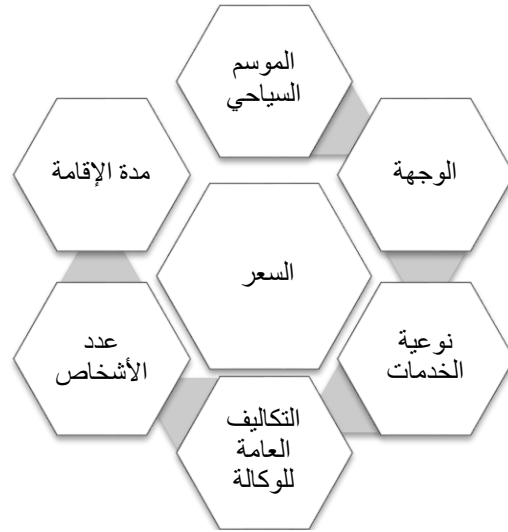 الموسم
السياحي
الوجهة
نوعية
الخدمات
التكاليف
العامة
للوكالة
عدد
الأشخاص
مدة الإقامة
السعر